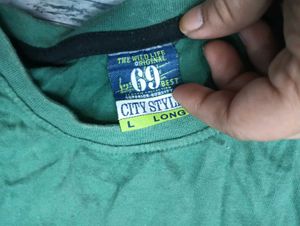 THE WILD LIFE
ORIGINAL
69
BEST
CITY STYLE
L LONG